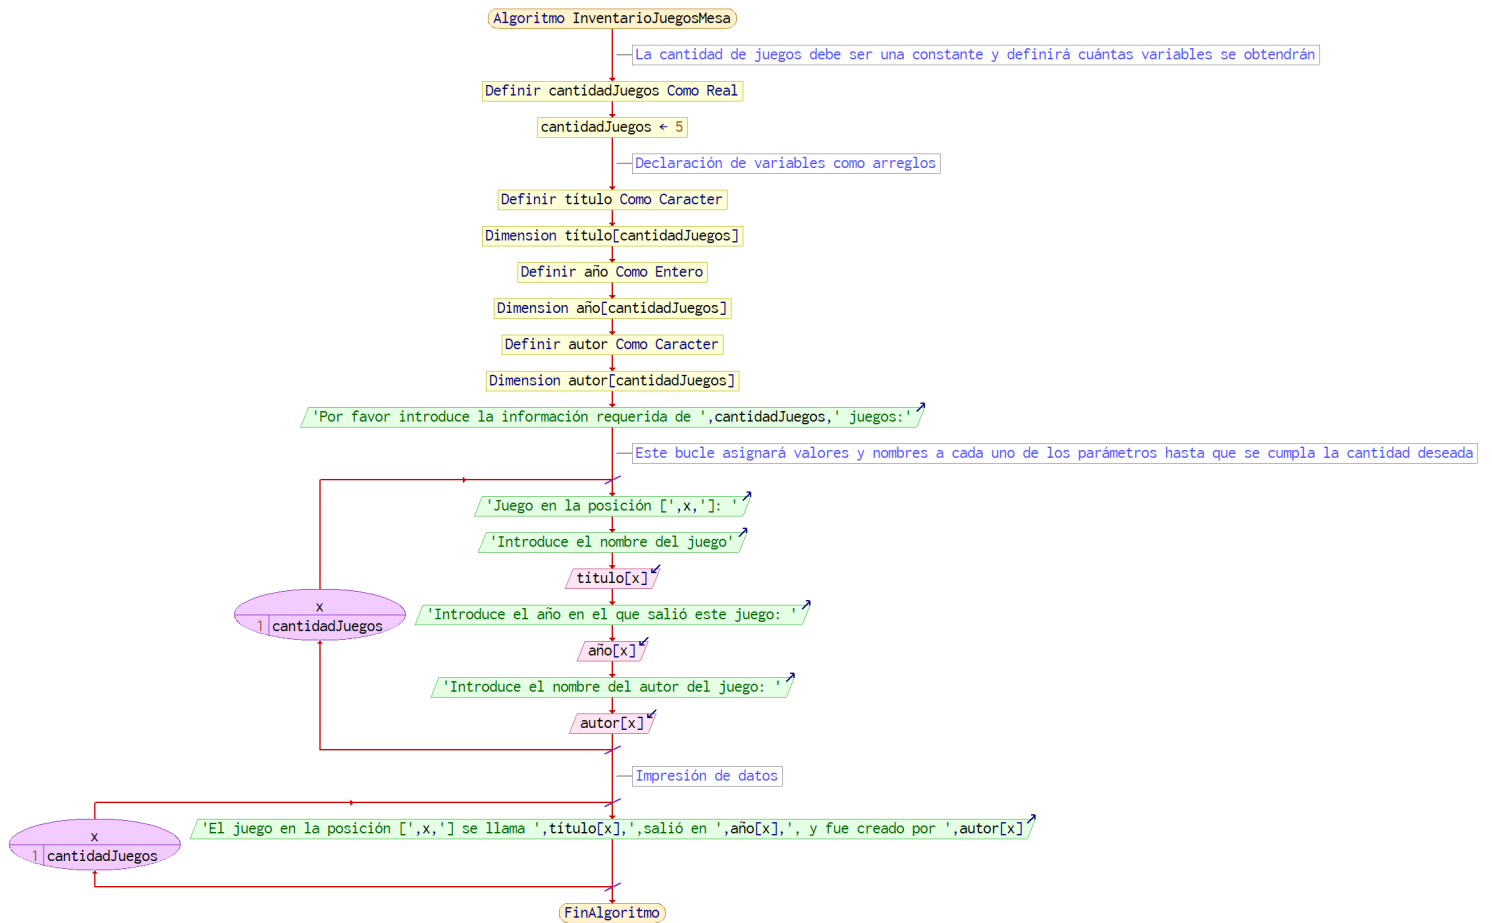 Algoritmo InventarioJuegosMesa
La cantidad de juegos debe ser una constante y definirá cuántas variables se obtendrán
Definir cantidadJuegos Como Real
cantidadJuegos ← 5
Declaración de variables como arreglos
Definir título Como Caracter
Dimension título[cantidadJuegos]
Definir año Como Entero
Dimension año[cantidadJuegos]
Definir autor Como Caracter
Dimension autor[cantidadJuegos]
'Por favor introduce la información requerida de ',cantidadJuegos,' juegos:'
Este bucle asignará valores y nombres a cada uno de los parámetros hasta que se cumpla la cantidad deseada
x
1 cantidadJuegos
'Juego en la posición [',x,']: '
'Introduce el nombre del juego'
título[x]
'Introduce el año en el que salió este juego: '
año[x]
'Introduce el nombre del autor del juego: '
autor[x]
Impresión de datos
x
1 cantidadJuegos
'El juego en la posición [',x,'] se llama ',título[x],',salió en ',año[x],', y fue creado por ',autor[x]
FinAlgoritmo